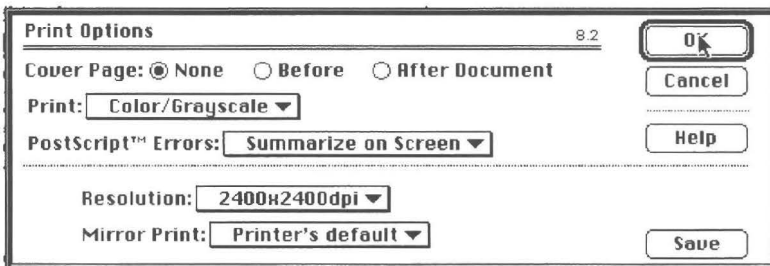 Print Options 8.2 OK
Cover Page: None Before After Document
Cancel
Print: Color/Grayscale
PostScript™ Errors: Summarize on Screen Help
Resolution: 2400x2400dpi
Mirror Print: Printer's default Save